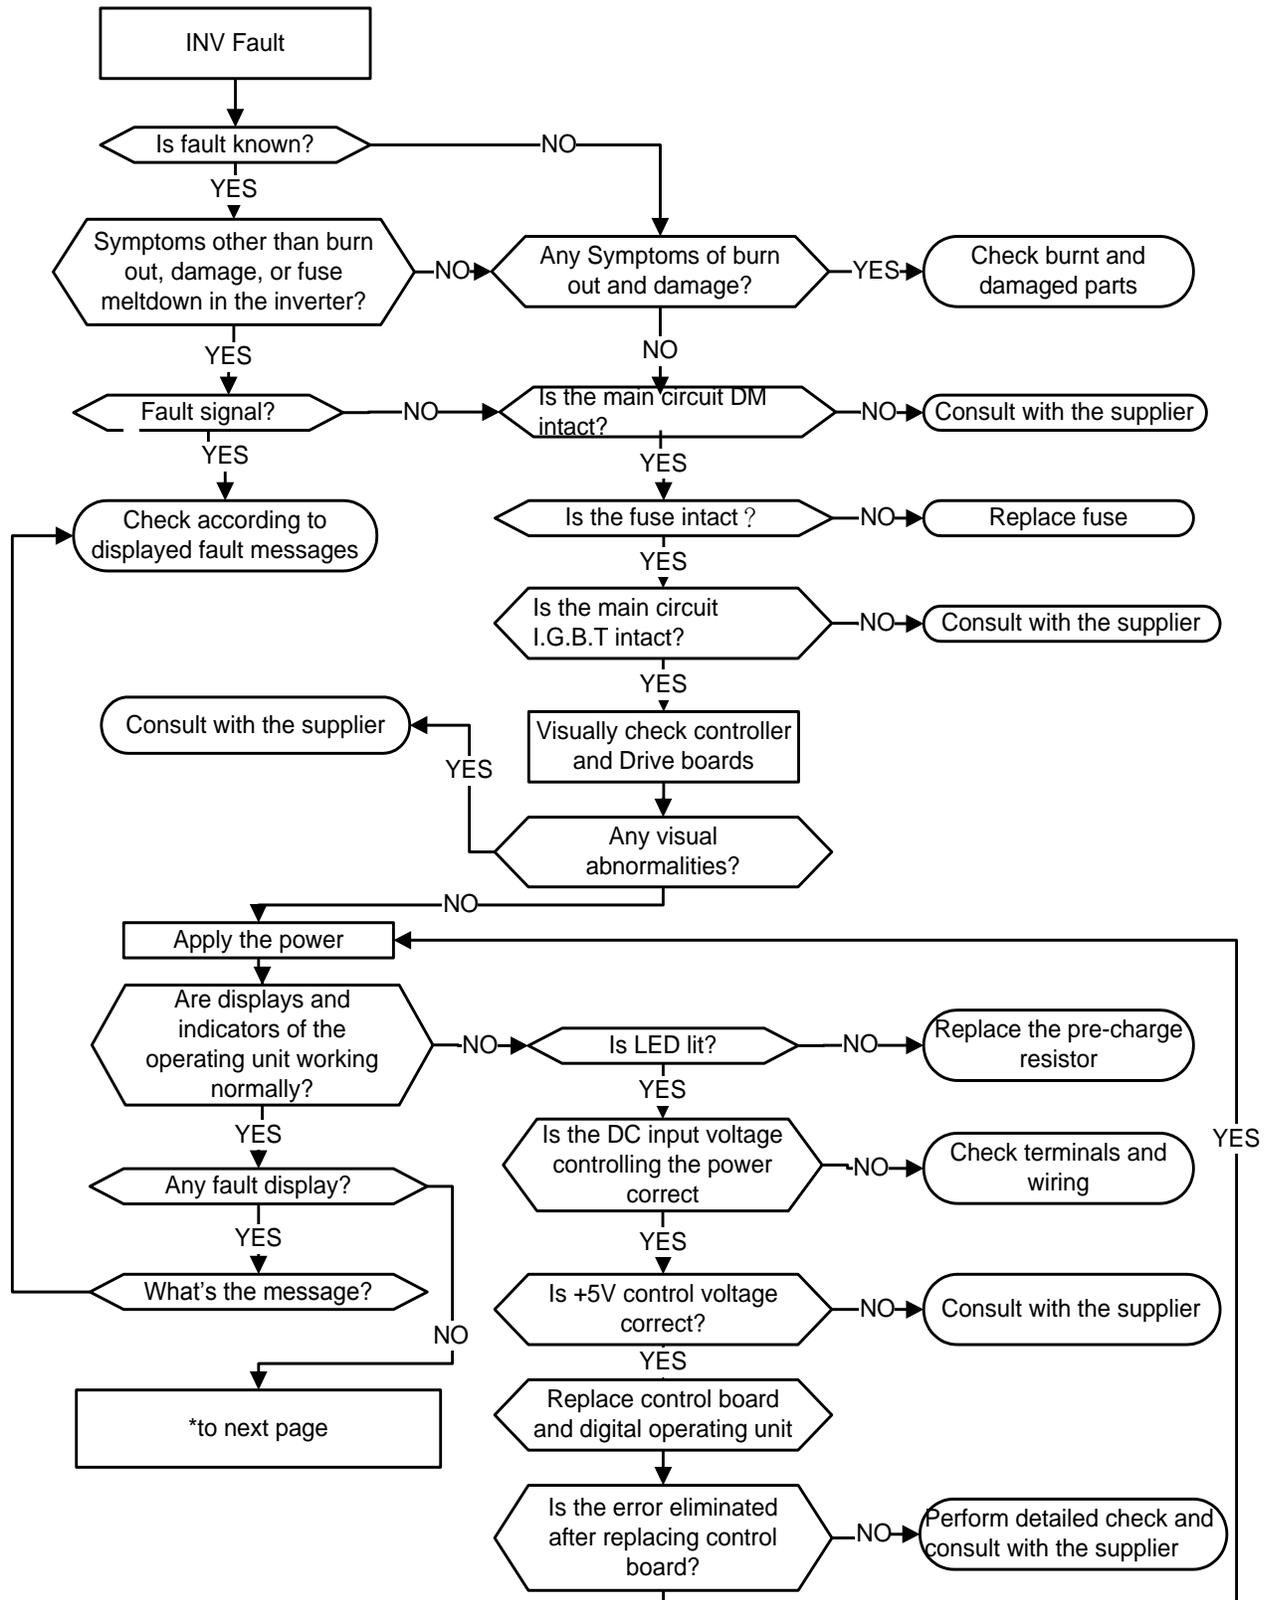 INV Fault
Is fault known?
NO
YES
Symptoms other than burn
out, damage, or fuse
meltdown in the inverter?
NO
Any Symptoms of burn
out and damage?
YES
Check burnt and
damaged parts
YES
NO
Fault signal?
NO
Is the main circuit DM
intact?
NO
Consult with the supplier
YES
YES
Check according to
displayed fault messages
Is the fuse intact？
NO
Replace fuse
YES
Is the main circuit
I.G.B.T intact?
NO
Consult with the supplier
YES
Consult with the supplier
Visually check controller
and Drive boards
YES
Any visual
abnormalities?
NO
Apply the power
Are displays and
indicators of the
operating unit working
normally?
NO
Is LED lit?
NO
Replace the pre-charge
resistor
YES
YES
Is the DC input voltage
controlling the power
correct
NO
Check terminals and
wiring
YES
Any fault display?
YES
YES
What's the message?
Is +5V control voltage
correct?
NO
Consult with the supplier
NO
YES
*to next page
Replace control board
and digital operating unit
Is the error eliminated
after replacing control
board?
NO
Perform detailed check and
consult with the supplier